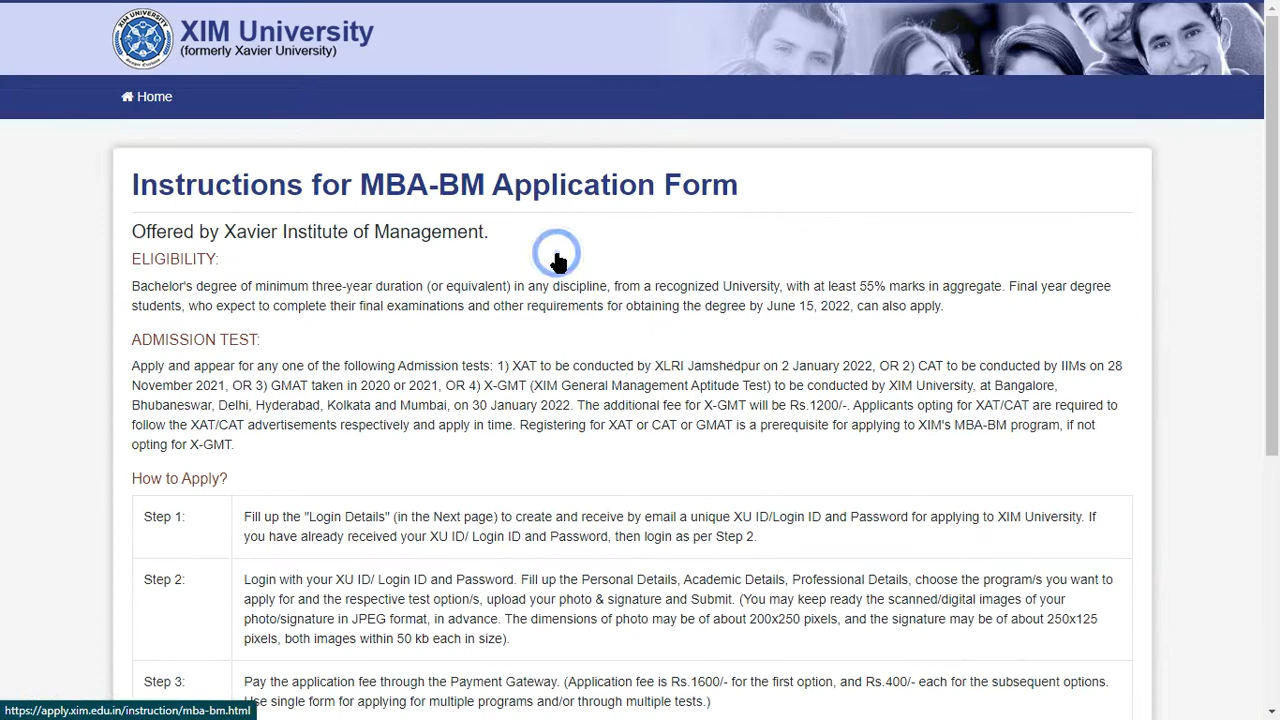 XIM University
(formerly Xavier University)
Home
Instructions for MBA-BM Application Form
Offered by Xavier Institute of Management.
ELIGIBILITY:
Bachelor's degree of minimum three-year duration (or equivalent) in any discipline, from a recognized University, with at least 55% marks in aggregate. Final year degree
students, who expect to complete their final examinations and other requirements for obtaining the degree by June 15, 2022, can also apply.
ADMISSION TEST:
Apply and appear for any one of the following Admission tests: 1) XAT to be conducted by XLRI Jamshedpur on 2 January 2022, OR 2) CAT to be conducted by IIMs on 28
November 2021, OR 3) GMAT taken in 2020 or 2021, OR 4) X-GMT (XIM General Management Aptitude Test) to be conducted by XIM University, at Bangalore,
Bhubaneswar, Delhi, Hyderabad, Kolkata and Mumbai, on 30 January 2022. The additional fee for X-GMT will be Rs.1200/-. Applicants opting for XAT/CAT are required to
follow the XAT/CAT advertisements respectively and apply in time. Registering for XAT or CAT or GMAT is a prerequisite for applying to XIM's MBA-BM program, if not
opting for X-GMT.
How to Apply?
Step 1:
Fill up the "Login Details" (in the Next page) to create and receive by email a unique XU ID/Login ID and Password for applying to XIM University. If
you have already received your XU ID/ Login ID and Password, then login as per Step 2.
Step 2:
Login with your XU ID/ Login ID and Password. Fill up the Personal Details, Academic Details, Professional Details, choose the program/s you want to
apply for and the respective test option/s, upload your photo & signature and Submit. (You may keep ready the scanned/digital images of your
photo/signature in JPEG format, in advance. The dimensions of photo may be of about 200x250 pixels, and the signature may be of about 250x125
pixels, both images within 50 kb each in size).
Step 3:
Pay the application fee through the Payment Gateway. (Application fee is Rs.1600/- for the first option, and Rs.400/- each for the subsequent options.
se single form for applying for multiple programs and/or through multiple tests.)
https://apply.xim.edu.in/instruction/mba-bm.html